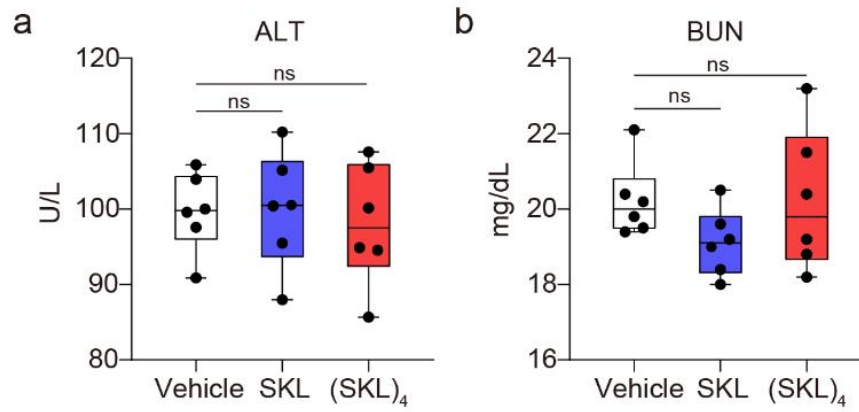 a
ALT
120
110
100
90
80
U/L
ns
ns
Vehicle SKL (SKL)₄
b
BUN
24
22
20
18
16
mg/dL
ns
ns
Vehicle SKL (SKL)₄